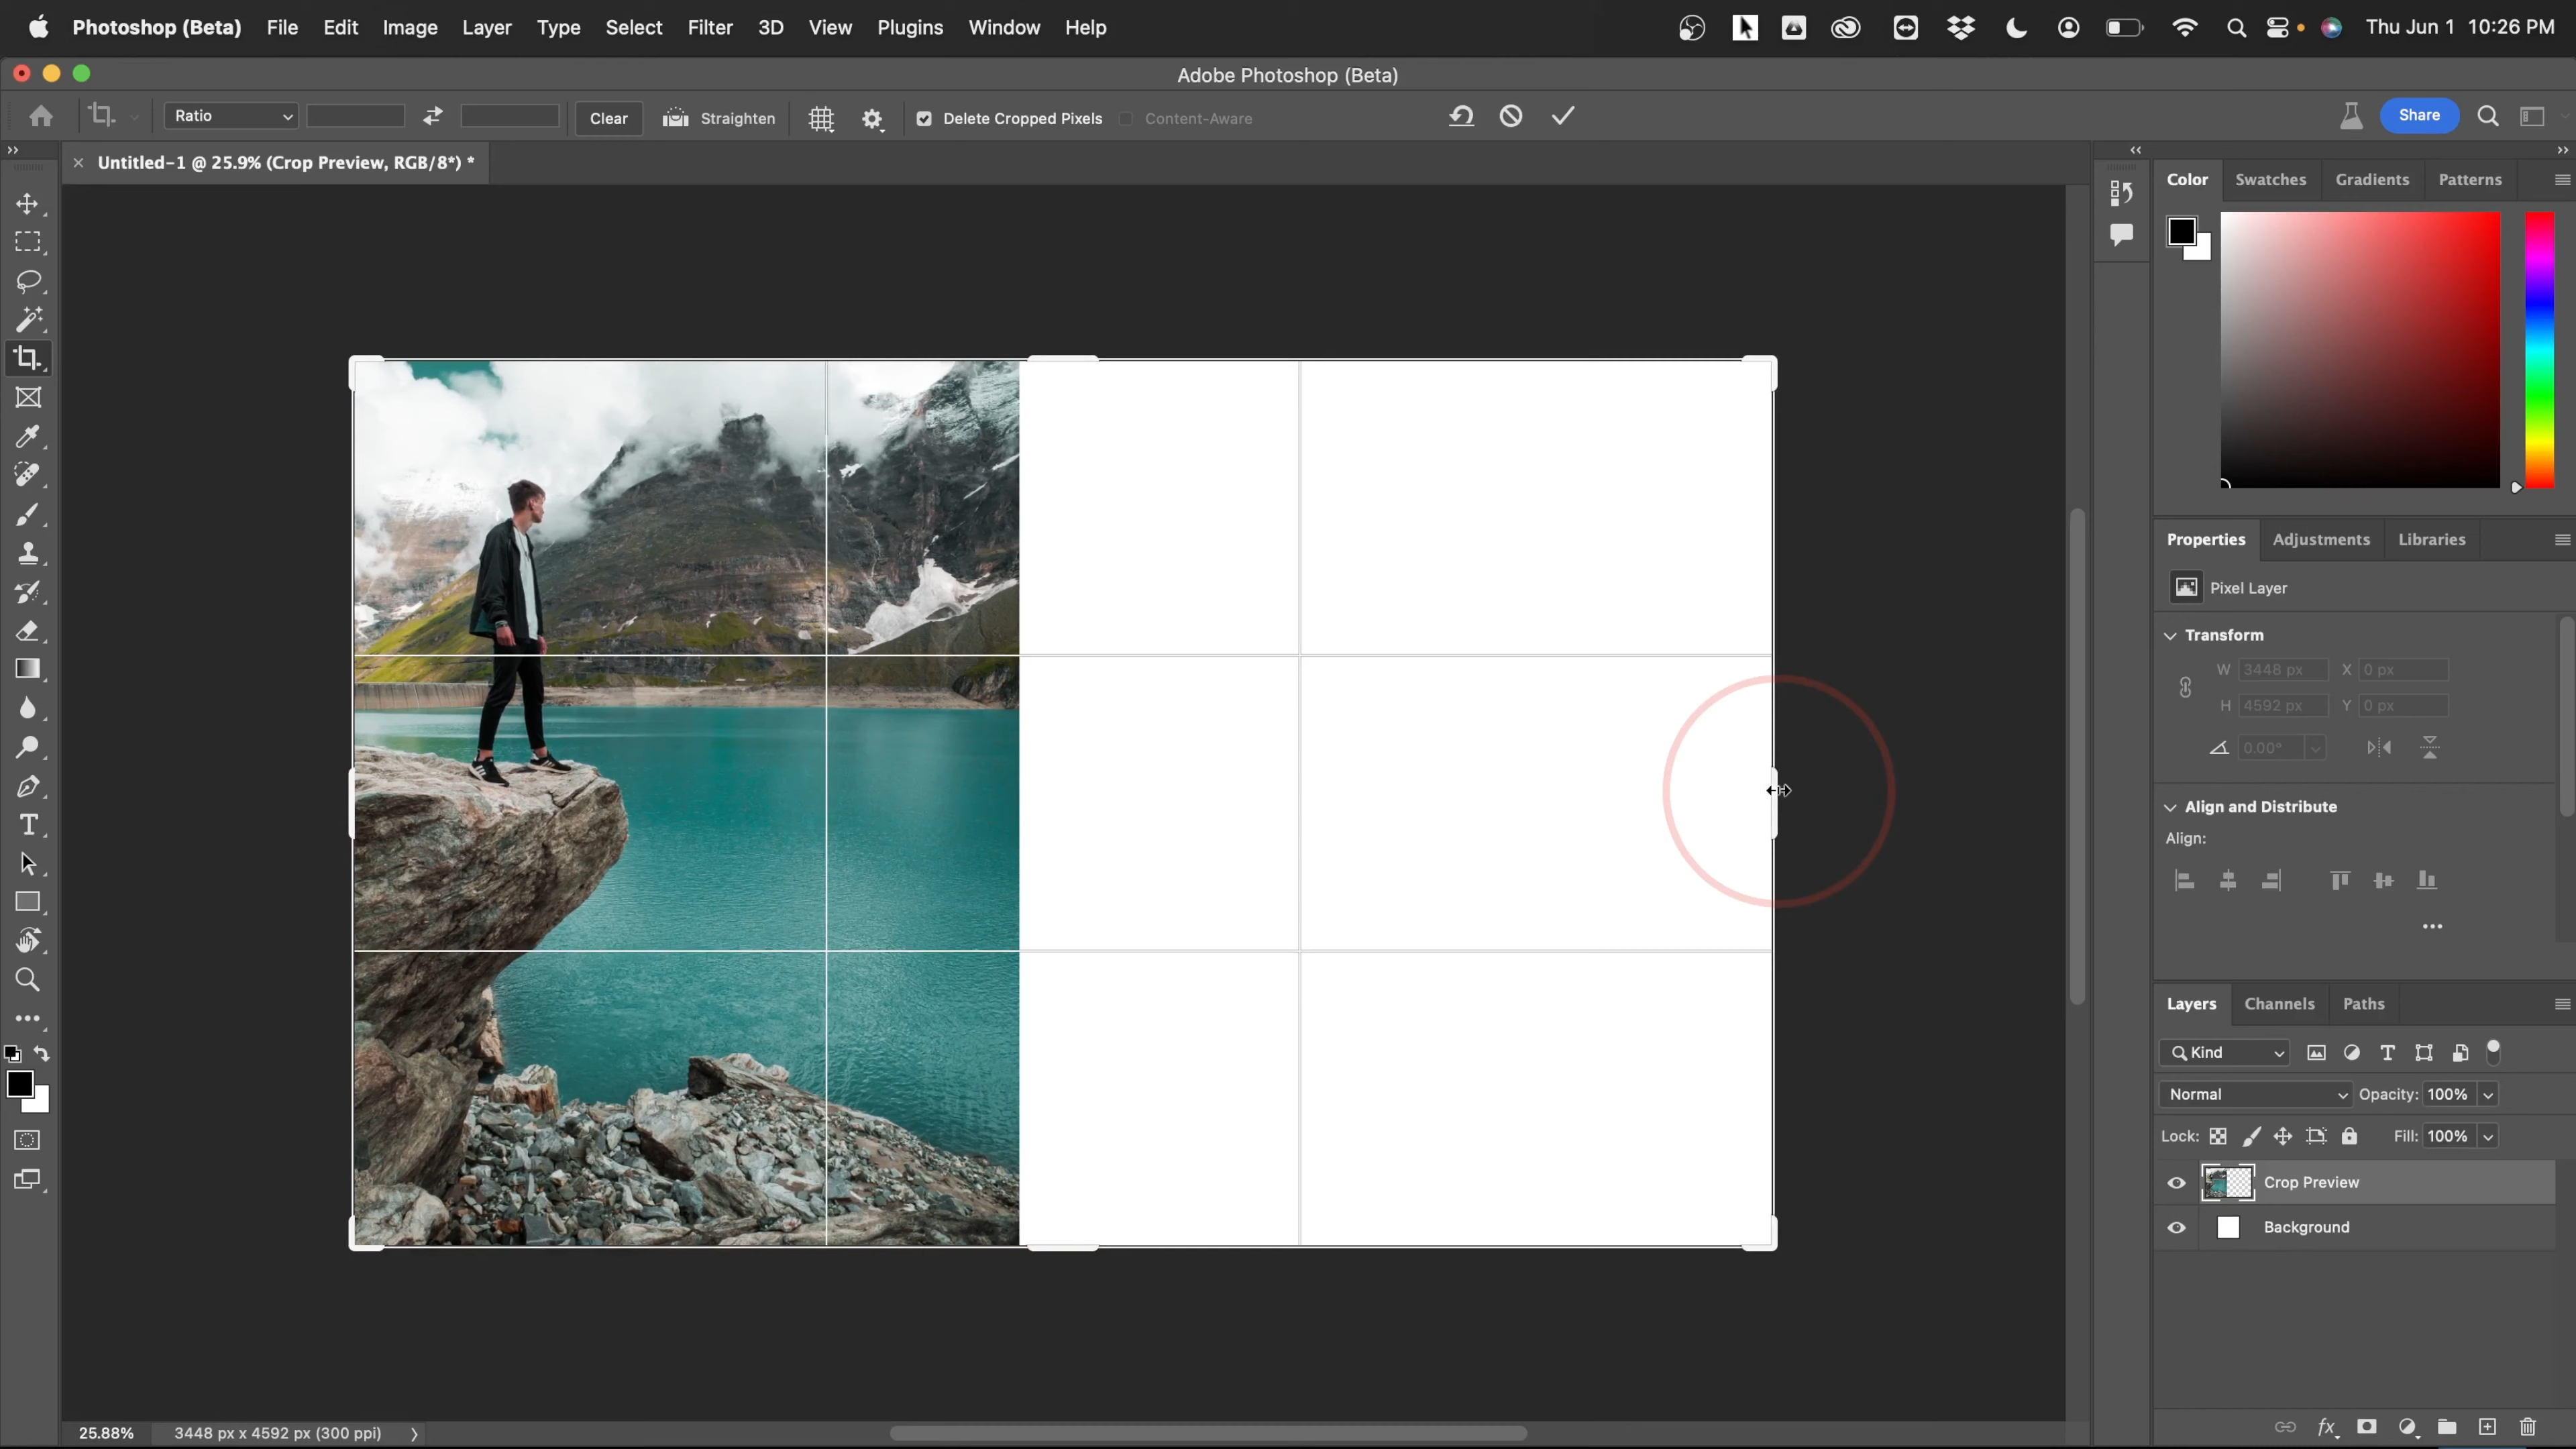 Photoshop (Beta) File Edit Image Layer Type Select Filter 3D View Plugins Window Help Thu Jun 1 10:26 PM
Adobe Photoshop (Beta)
Ratio Clear Straighten Delete Cropped Pixels Content-Aware Share
Untitled-1 @ 25.9% (Crop Preview, RGB/8*) *
Color Swatches Gradients Patterns
Properties Adjustments Libraries
Pixel Layer
Transform
W 3448 px X 0 px
H 4592 px Y 0 px
0.00°
Align and Distribute
Align:
Layers Channels Paths
Kind
Normal Opacity: 100%
Lock: Fill: 100%
Crop Preview
Background
25.88% 3448 px x 4592 px (300 ppi)